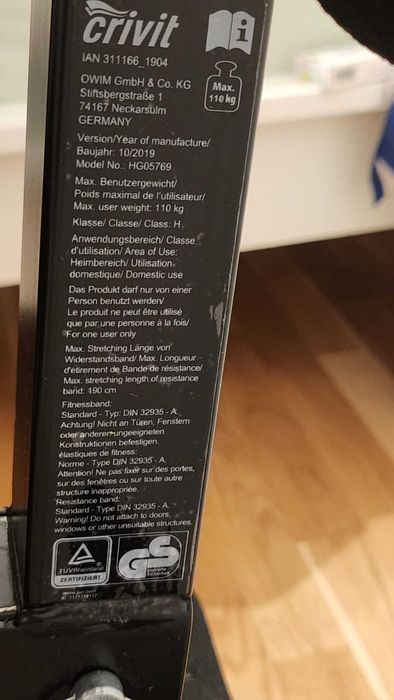 crivit
IAN 311166_1904
OWIM GmbH & Co. KG
Stiftsbergstraße 1
74167 Neckarsulm
GERMANY
Max.
110 kg
Version/Year of manufacture/
Baujahr: 10/2019
Model No.: HG05769
Max. Benutzergewicht/
Poids maximal de l'utilisateur/
Max. user weight: 110 kg
Klasse/ Classe/ Class: H
Anwendungsbereich/ Classe
d'utilisation/ Area of Use:
Heimbereich/ Utilisation
domestique/ Domestic use
Das Produkt darf nur von einer
Person benutzt werden/
Le produit ne peut être utilisé
que par une personne à la fois/
For one user only
Max. Stretching Länge von
Widerstandsband/ Max. Longueur
d'étirement de Bande de résistance/
Max. stretching length of resistance
band: 190 cm
Fitnessband:
Standard - Typ: DIN 32935 - A,
Achtung! Nicht an Türen, Fenstern
oder anderen ungeeigneten
Konstruktionen befestigen.
élastiques de fitness:
Norme - Type DIN 32935 - A
Attention! Ne pas fixer sur des portes,
sur des fenêtres ou sur toute autre
structure inappropriée.
Resistance band:
Standard - Type DIN 32935 - A
Warning! Do not attach to doors,
windows or other unsuitable structures.
TÜVRheinland
ZERTIFIZIERT
GS
geprüfte
Sicherheit